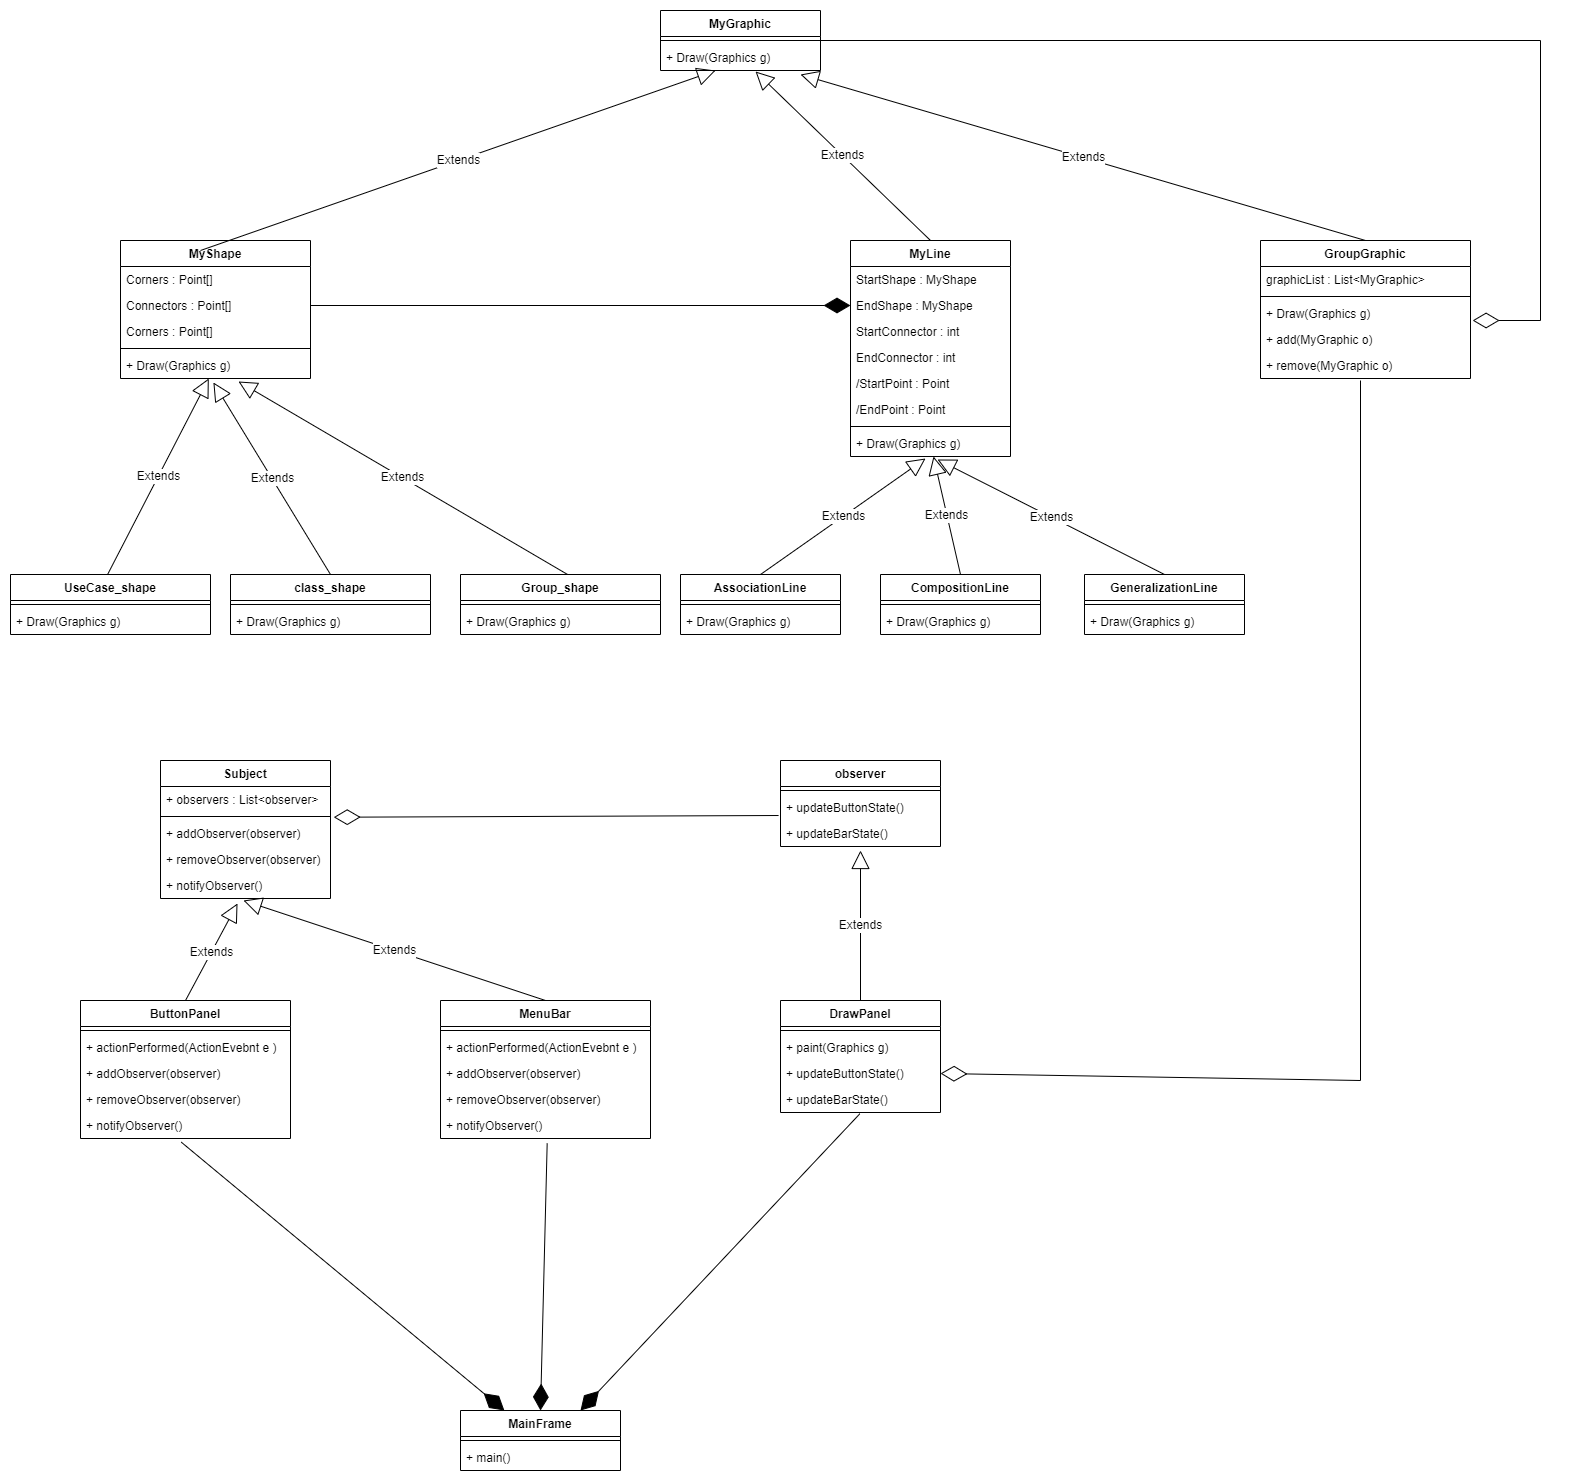 MyGraphic
+ Draw(Graphics g)
Extends
Extends
Extends
MyShape
Corners : Point[]
Connectors : Point[]
Corners : Point[]
+ Draw(Graphics g)
MyLine
StartShape : MyShape
EndShape : MyShape
StartConnector : int
EndConnector : int
/StartPoint : Point
/EndPoint : Point
+ Draw(Graphics g)
GroupGraphic
graphicList : List<MyGraphic>
+ Draw(Graphics g)
+ add(MyGraphic o)
+ remove(MyGraphic o)
Extends
Extends
Extends
Extends
Extends
Extends
UseCase_shape
+ Draw(Graphics g)
class_shape
+ Draw(Graphics g)
Group_shape
+ Draw(Graphics g)
AssociationLine
+ Draw(Graphics g)
CompositionLine
+ Draw(Graphics g)
GeneralizationLine
+ Draw(Graphics g)
Subject
+ observers : List<observer>
+ addObserver(observer)
+ removeObserver(observer)
+ notifyObserver()
observer
+ updateButtonState()
+ updateBarState()
Extends
Extends
Extends
ButtonPanel
+ actionPerformed(ActionEvebnt e )
+ addObserver(observer)
+ removeObserver(observer)
+ notifyObserver()
MenuBar
+ actionPerformed(ActionEvebnt e )
+ addObserver(observer)
+ removeObserver(observer)
+ notifyObserver()
DrawPanel
+ paint(Graphics g)
+ updateButtonState()
+ updateBarState()
MainFrame
+ main()